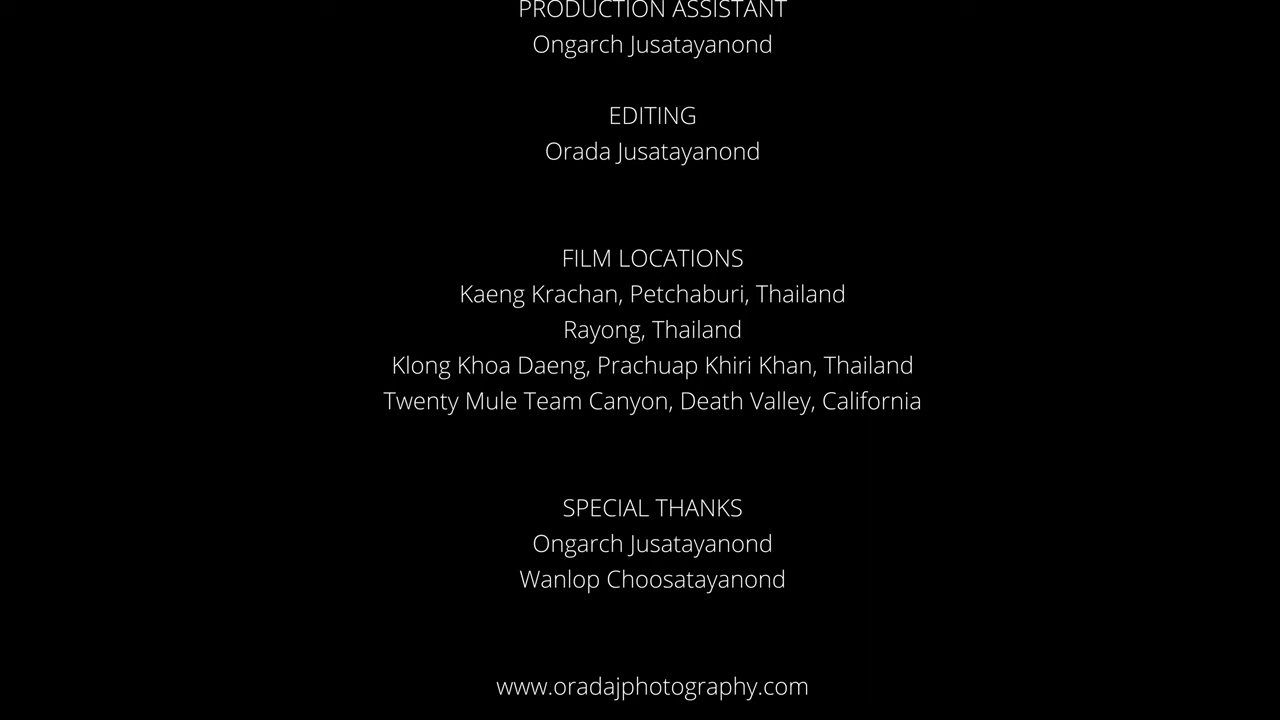 PRODUCTION ASSISTANT
Ongarch Jusatayanond
EDITING
Orada Jusatayanond
FILM LOCATIONS
Kaeng Krachan, Petchaburi, Thailand
Rayong, Thailand
Klong Khoa Daeng, Prachuap Khiri Khan, Thailand
Twenty Mule Team Canyon, Death Valley, California
SPECIAL THANKS
Ongarch Jusatayanond
Wanlop Choosatayanond
www.oradajphotography.com